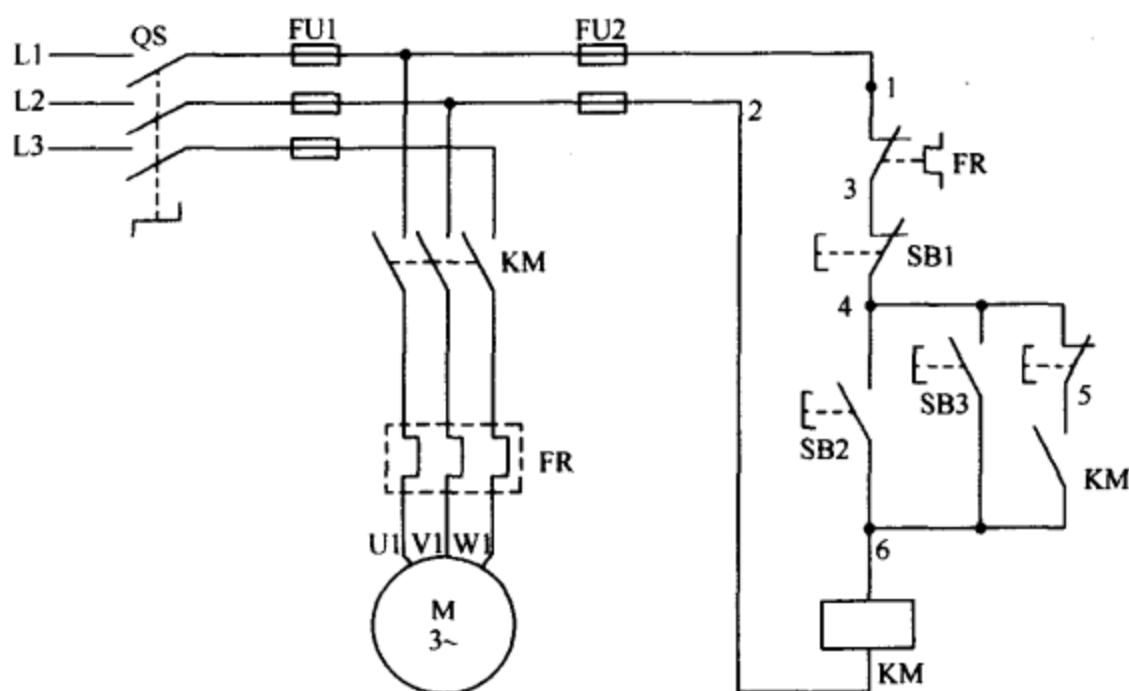 QS FU1 FU2
L1
1
L2 2
L3
FR
3
KM SB1
4
SB3 5
SB2
FR KM
6
U1 V1 W1
M
3~
KM